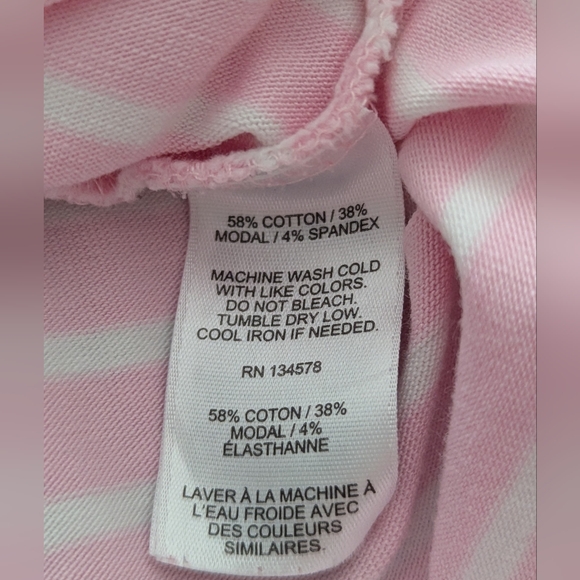 58% COTTON / 38%
MODAL / 4% SPANDEX
MACHINE WASH COLD
WITH LIKE COLORS.
DO NOT BLEACH.
TUMBLE DRY LOW.
COOL IRON IF NEEDED.
RN 134578
58% COTON / 38%
MODAL / 4%
ÉLASTHANNE
LAVER À LA MACHINE À
L'EAU FROIDE AVEC
DES COULEURS
SIMILAIRES.